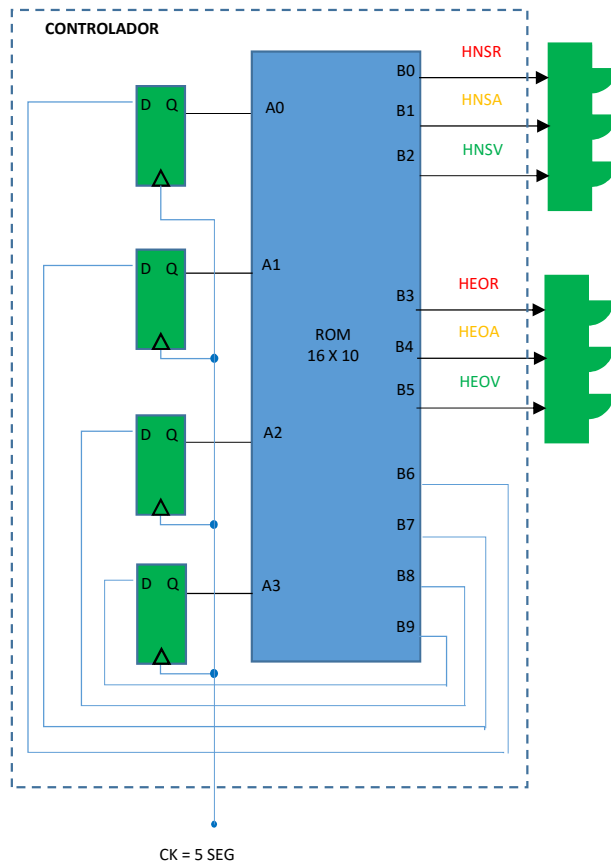 CONTROLADOR
D Q
A0
B0
HNSR
B1
HNSA
B2
HNSV
D Q
A1
B3
HEOR
ROM
16 X 10
B4
HEOA
B5
HEOV
D Q
A2
B6
B7
D Q
A3
B8
B9
CK = 5 SEG